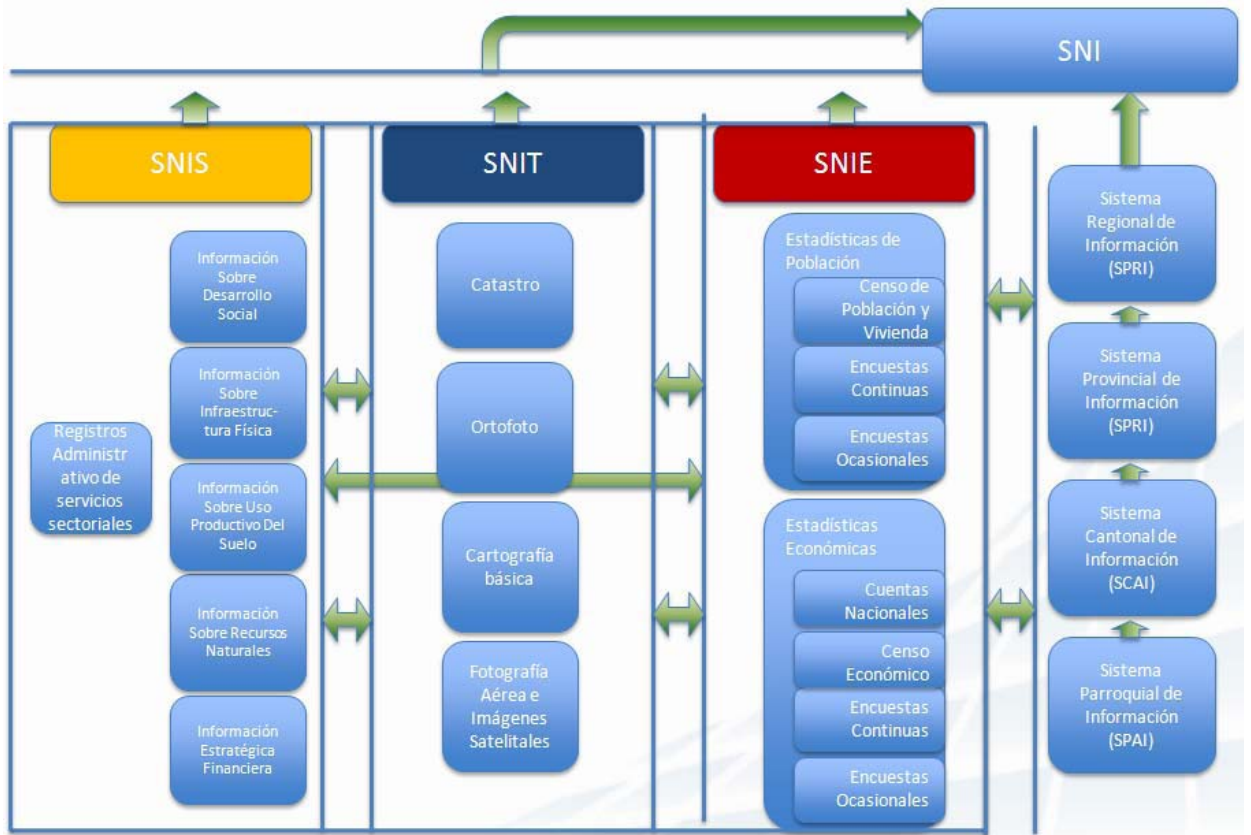 SNI
SNIS
Información
Sobre
Desarrollo
Social
Información
Sobre
Infraestruc-
tura Física
Registros
Administr
ativo de
servicios
sectoriales
Información
Sobre Uso
Productivo Del
Suelo
Información
Sobre Recursos
Naturales
Información
Estratégica
Financiera
SNIT
Catastro
Ortofoto
Cartografía
básica
Fotografía
Aérea e
Imágenes
Satelitales
SNIE
Estadísticas de
Población
Censo de
Población y
Vivienda
Encuestas
Continuas
Encuestas
Ocasionales
Estadísticas
Económicas
Cuentas
Nacionales
Censo
Económico
Encuestas
Continuas
Encuestas
Ocasionales
Sistema
Regional de
Información
(SPRI)
Sistema
Provincial de
Información
(SPRI)
Sistema
Cantonal de
Información
(SCAI)
Sistema
Parroquial de
Información
(SPAI)